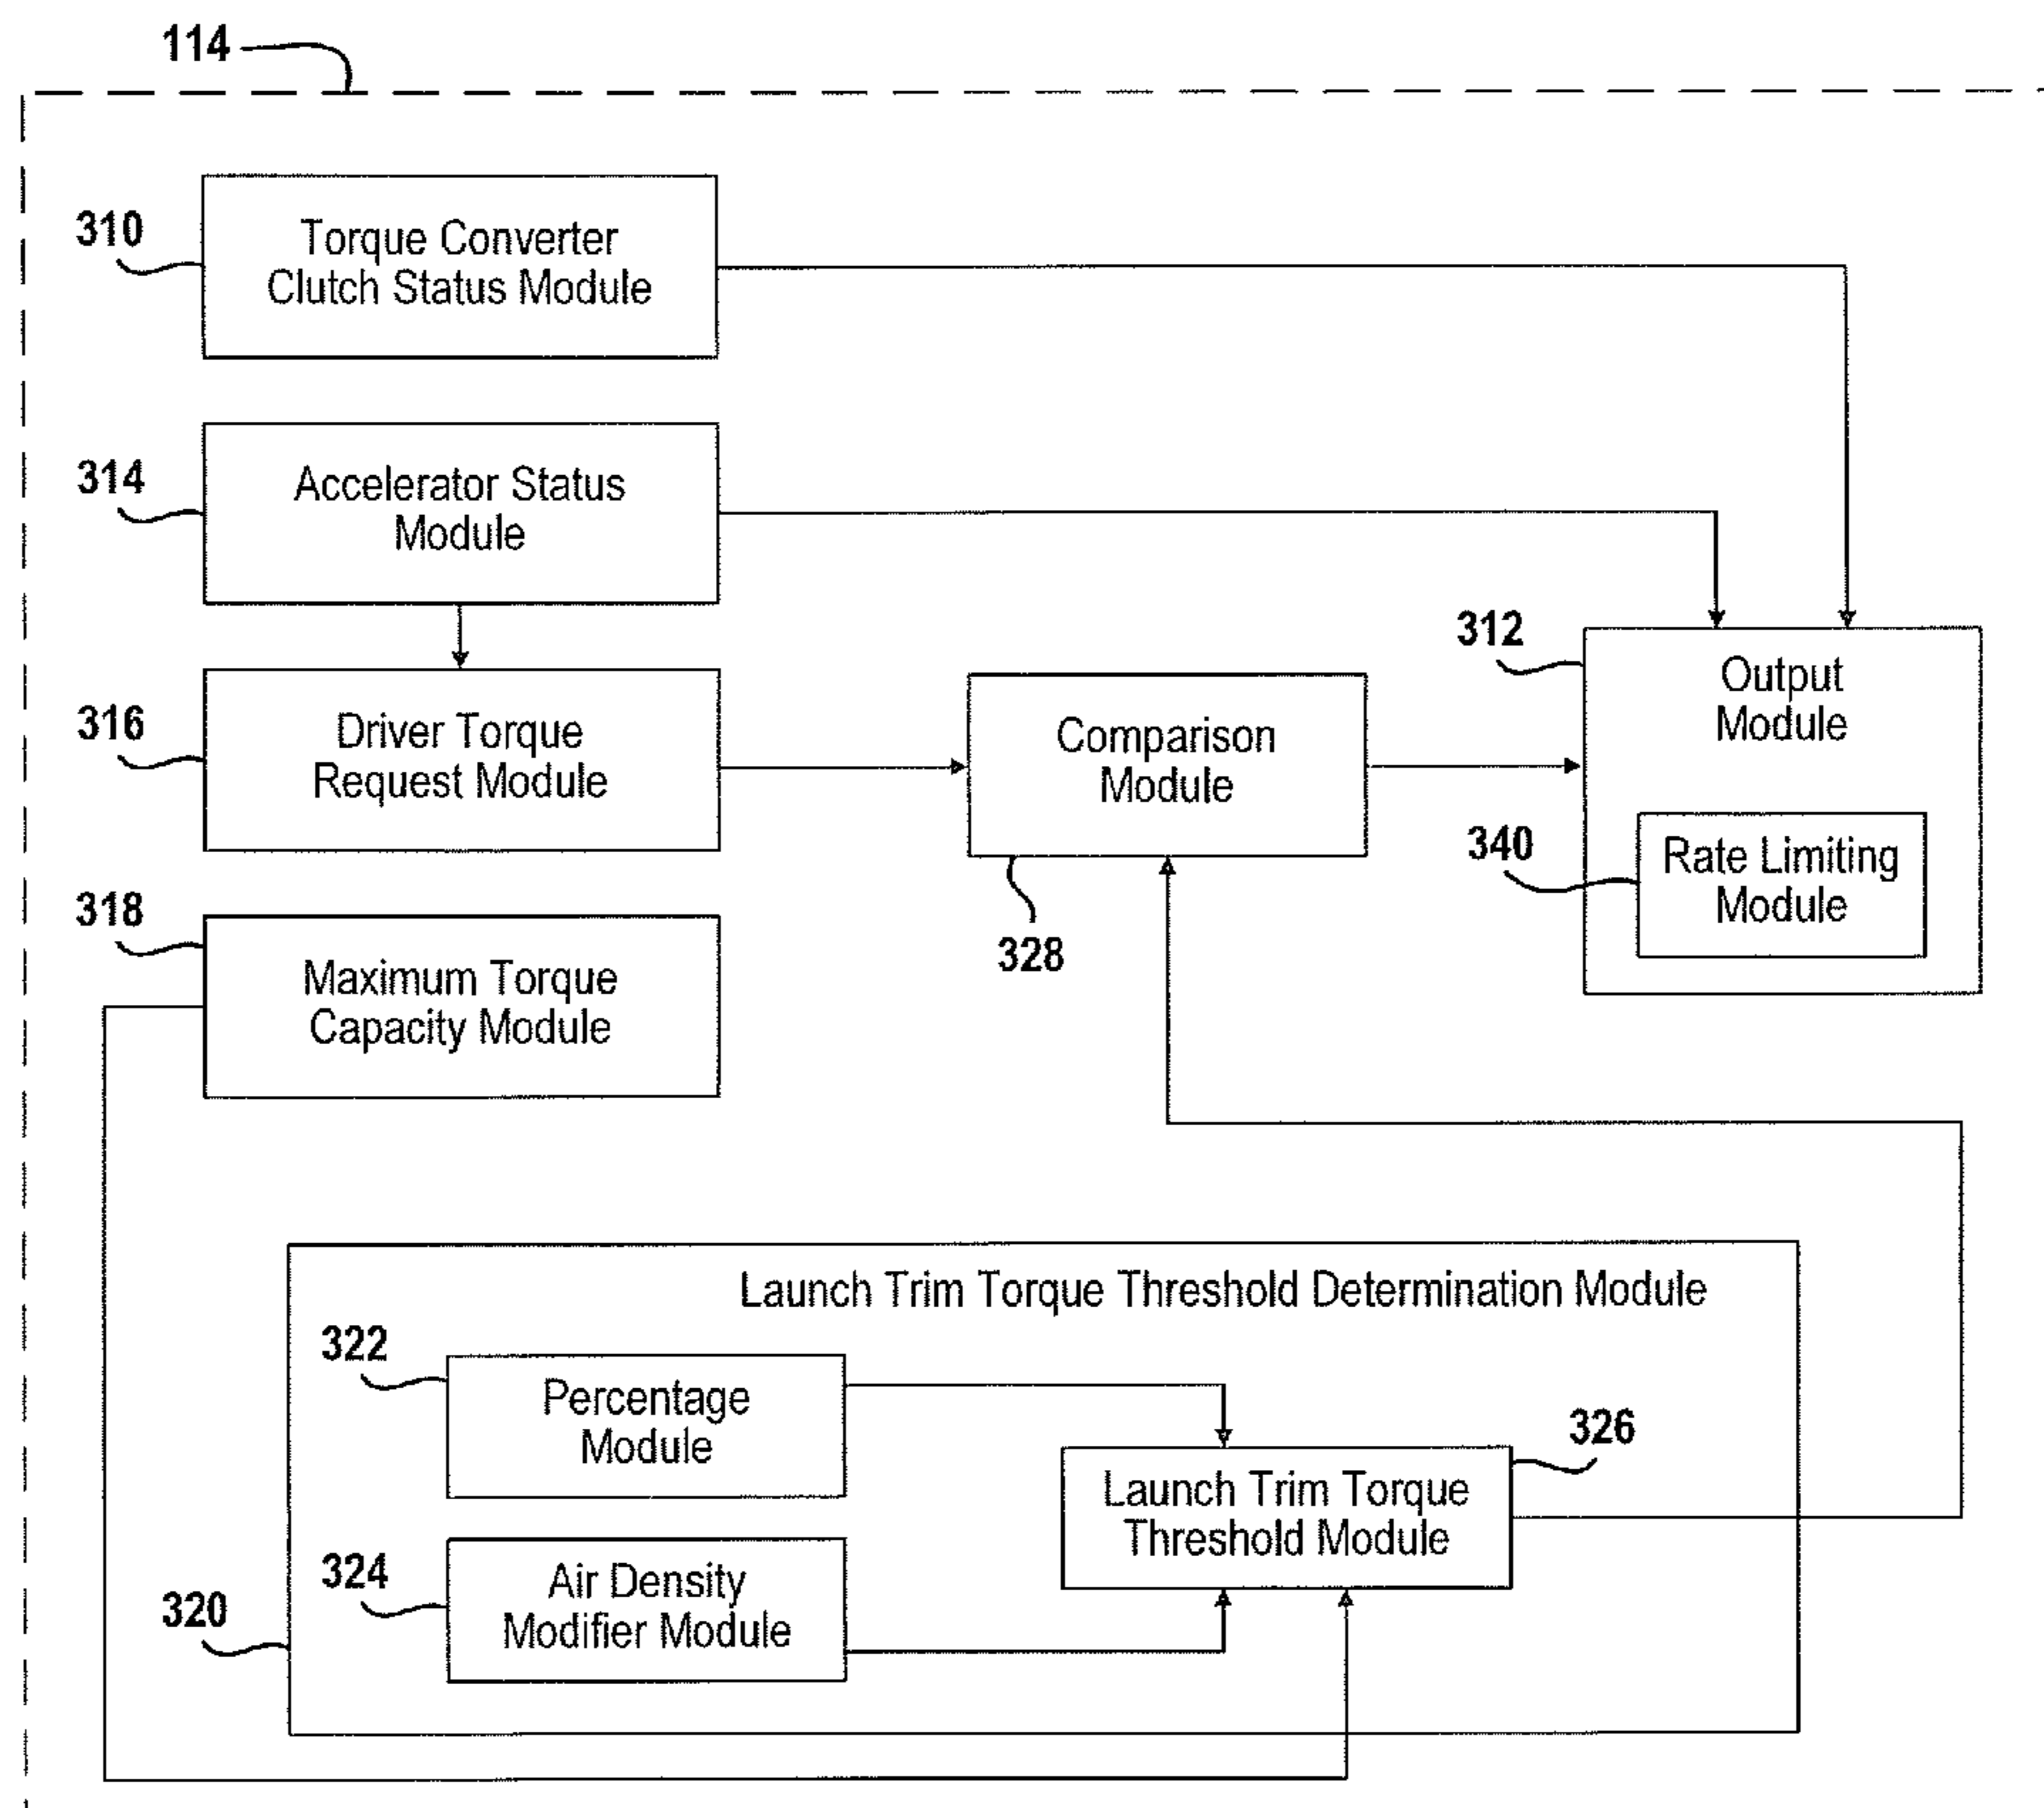 114
310
Torque Converter
Clutch Status Module
314
Accelerator Status
Module
316
Driver Torque
Request Module
318
Maximum Torque
Capacity Module
Comparison
Module
328
312
Output
Module
340
Rate Limiting
Module
Launch Trim Torque Threshold Determination Module
322
Percentage
Module
326
Launch Trim Torque
Threshold Module
324
Air Density
Modifier Module
320